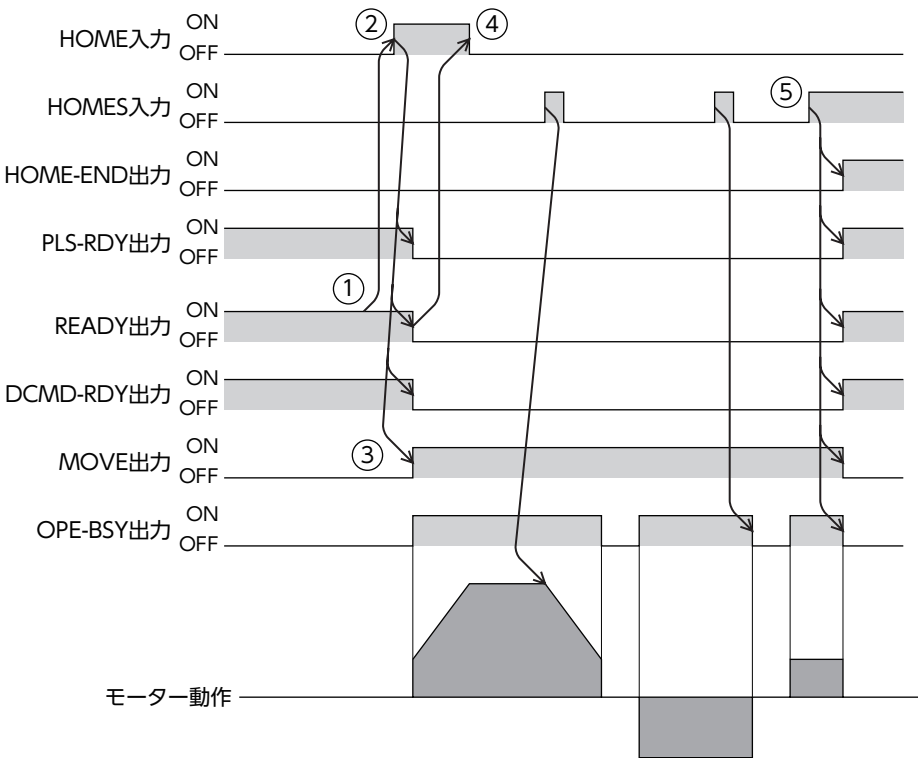 HOME入力 ON
OFF
② ④
HOMES入力 ON
OFF
⑤
HOME-END出力 ON
OFF
PLS-RDY出力 ON
OFF
①
READY出力 ON
OFF
DCMD-RDY出力 ON
OFF
MOVE出力 ON
OFF
③
OPE-BSY出力 ON
OFF
モーター動作